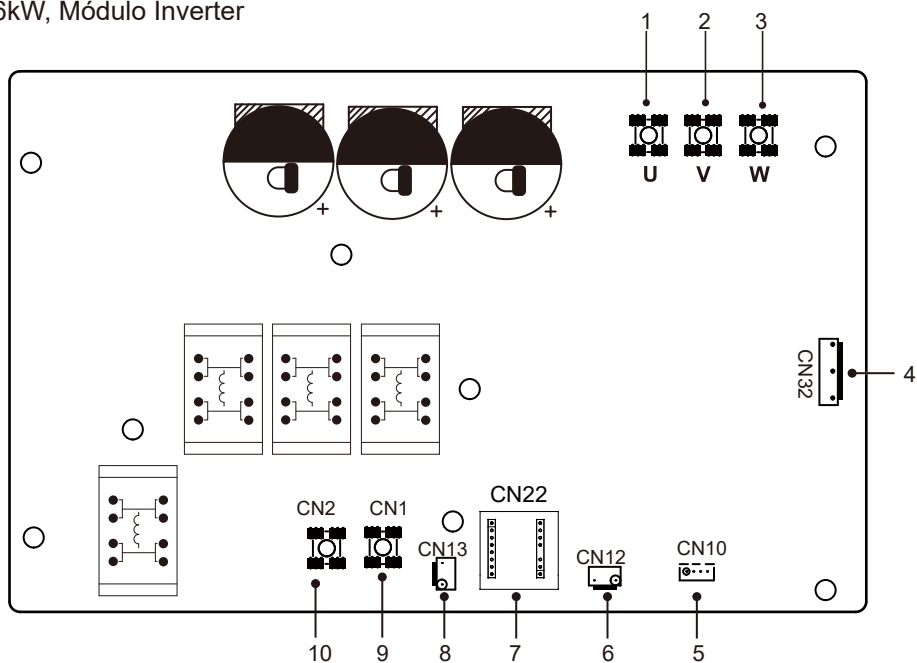 6kW, Módulo Inverter
1 2 3
U V W
+ + +
CN32
4
CN2 CN1 CN22
CN13 CN12 CN10
10 9 8 7 6 5